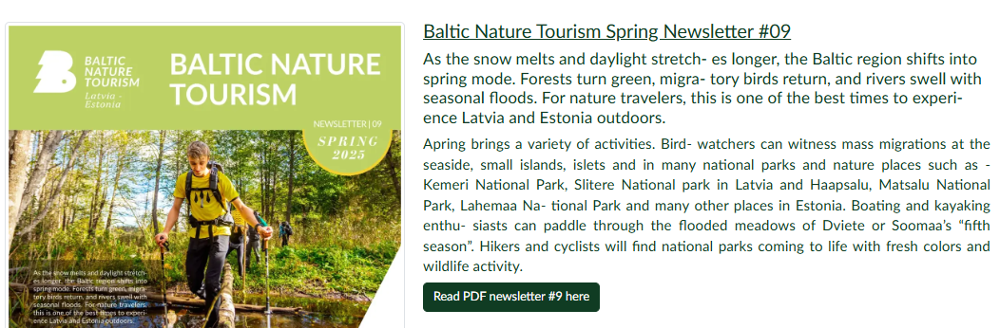 BALTIC
NATURE
TOURISM
Latvia -
Estonia
BALTIC NATURE
TOURISM
NEWSLETTER | 09
SPRING
2025
As the snow melts and daylight stretch-
es longer, the Baltic region shifts into
spring mode. Forests turn green, migra-
tory birds return, and rivers swell with
seasonal floods. For nature travelers,
this is one of the best times to experi-
ence Latvia and Estonia outdoors.
Baltic Nature Tourism Spring Newsletter #09
As the snow melts and daylight stretch- es longer, the Baltic region shifts into
spring mode. Forests turn green, migra- tory birds return, and rivers swell with
seasonal floods. For nature travelers, this is one of the best times to experi-
ence Latvia and Estonia outdoors.
Apring brings a variety of activities. Bird- watchers can witness mass migrations at the
seaside, small islands, islets and in many national parks and nature places such as -
Kemeri National Park, Slitere National park in Latvia and Haapsalu, Matsalu National
Park, Lahemaa Na- tional Park and many other places in Estonia. Boating and kayaking
enthu- siasts can paddle through the flooded meadows of Dviete or Soomaa's “fifth
season”. Hikers and cyclists will find national parks coming to life with fresh colors and
wildlife activity.
Read PDF newsletter #9 here